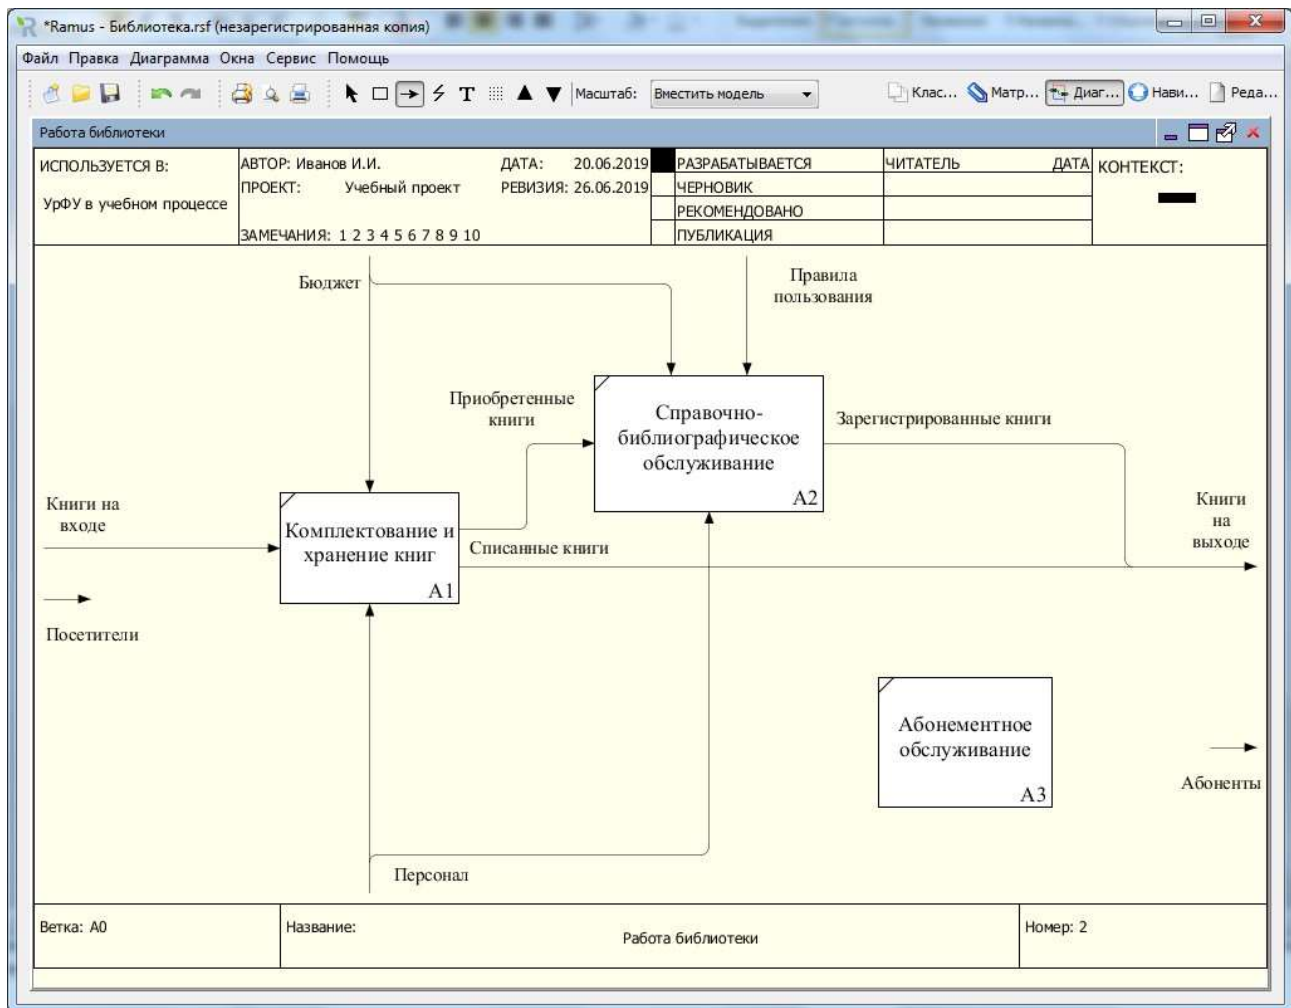 *Ramus - Библиотека.rsf (незарегистрированная копия)
Файл Правка Диаграмма Окна Сервис Помощь
T Масштаб: Вместить модель Клас... Матр... Диаг... Нави... Реда...
Работа библиотеки
ИСПОЛЬЗУЕТСЯ В:
УрФУ в учебном процессе
АВТОР: Иванов И.И. ДАТА: 20.06.2019
ПРОЕКТ: Учебный проект РЕВИЗИЯ: 26.06.2019
ЗАМЕЧАНИЯ: 1 2 3 4 5 6 7 8 9 10
РАЗРАБАТЫВАЕТСЯ
ЧЕРНОВИК
РЕКОМЕНДОВАНО
ПУБЛИКАЦИЯ
ЧИТАТЕЛЬ ДАТА
КОНТЕКСТ:
Бюджет
Правила
пользования
Приобретенные
книги
Справочно-
библиографическое
обслуживание
A2
Зарегистрированные книги
Книги на
входе
Комплектование и
хранение книг
A1
Списанные книги
Книги
на
выходе
Посетители
Абонементное
обслуживание
A3
Абоненты
Персонал
Ветка: A0
Название:
Работа библиотеки
Номер: 2